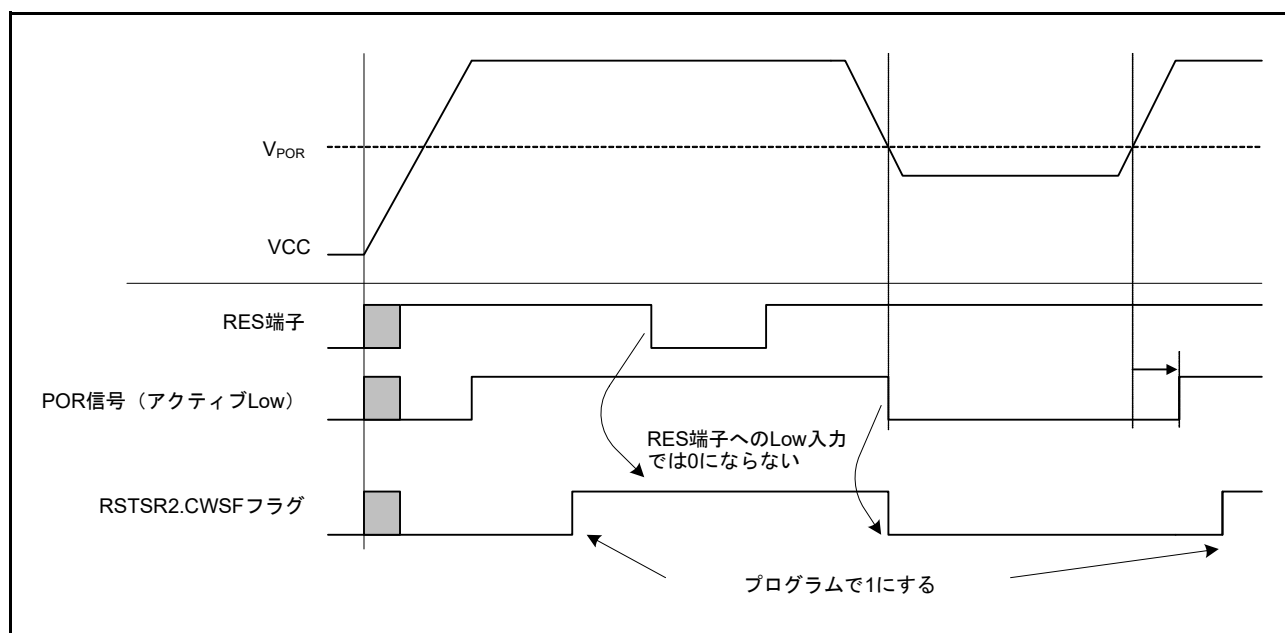 VPOR
VCC
RES端子
POR信号（アクティブLow）
RES端子へのLow入力
では0にならない
RSTSR2.CWSFフラグ
プログラムで1にする